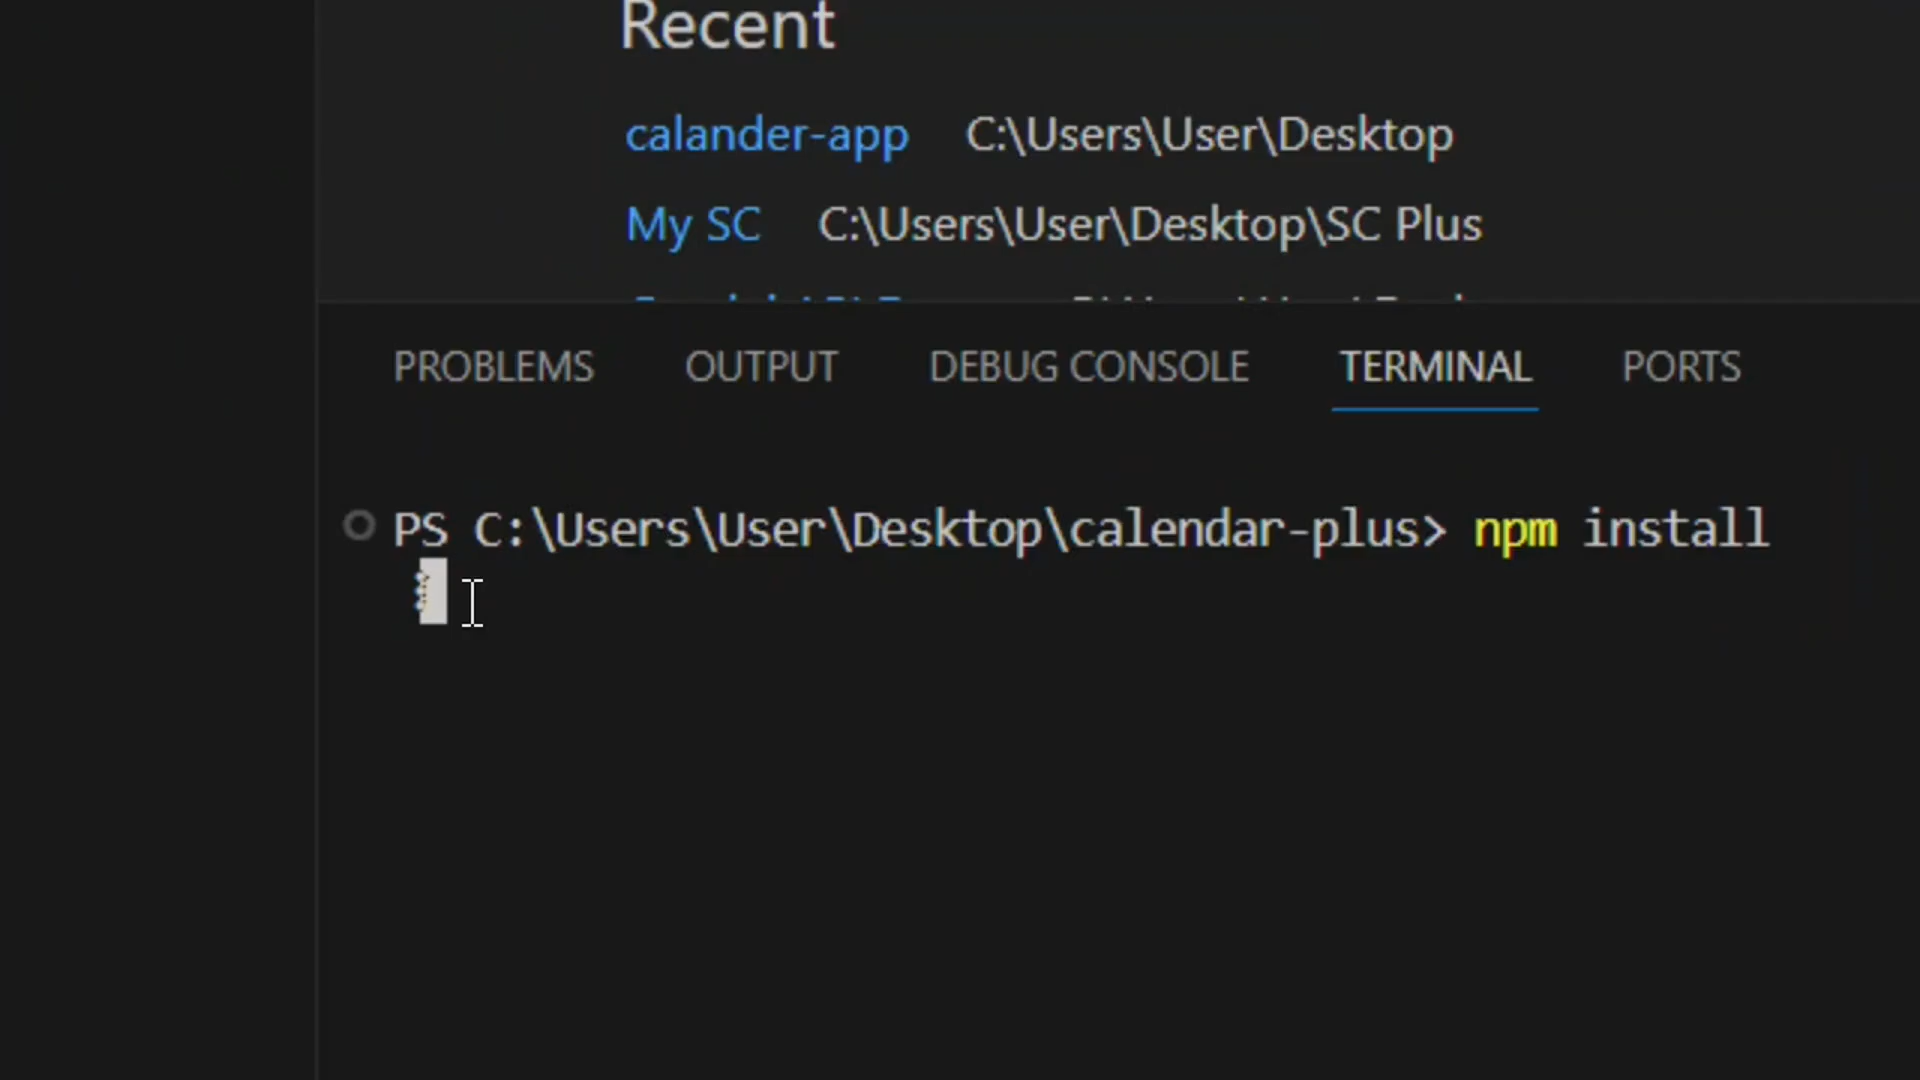 Recent
calander-app C:\Users\User\Desktop
My SC C:\Users\User\Desktop\SC Plus
PROBLEMS OUTPUT DEBUG CONSOLE TERMINAL PORTS
PS C:\Users\User\Desktop\calendar-plus> npm install